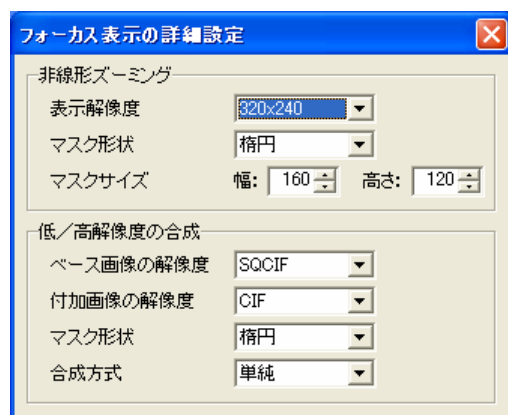 フォーカス表示の詳細設定
非線形ズーミング
表示解像度 320x240
マスク形状 楕円
マスクサイズ 幅: 160 高さ: 120
低／高解像度の合成
ベース画像の解像度 SQCIF
付加画像の解像度 CIF
マスク形状 楕円
合成方式 単純